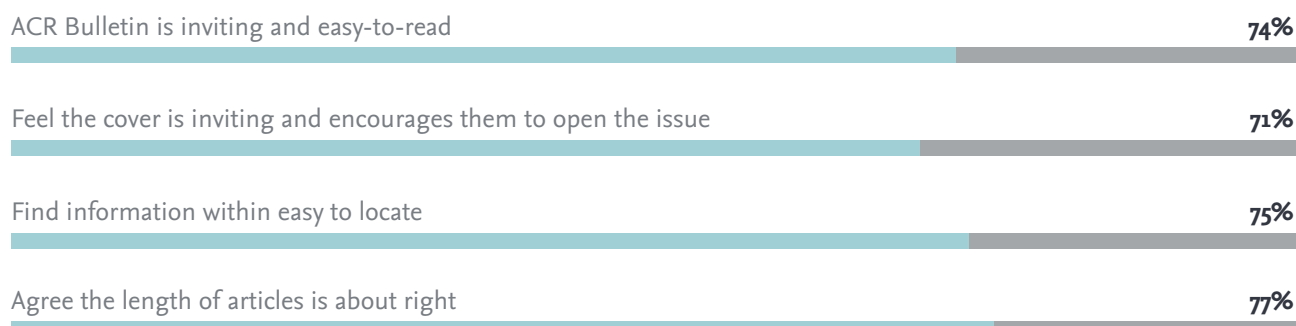 ACR Bulletin is inviting and easy-to-read 74%
Feel the cover is inviting and encourages them to open the issue 71%
Find information within easy to locate 75%
Agree the length of articles is about right 77%